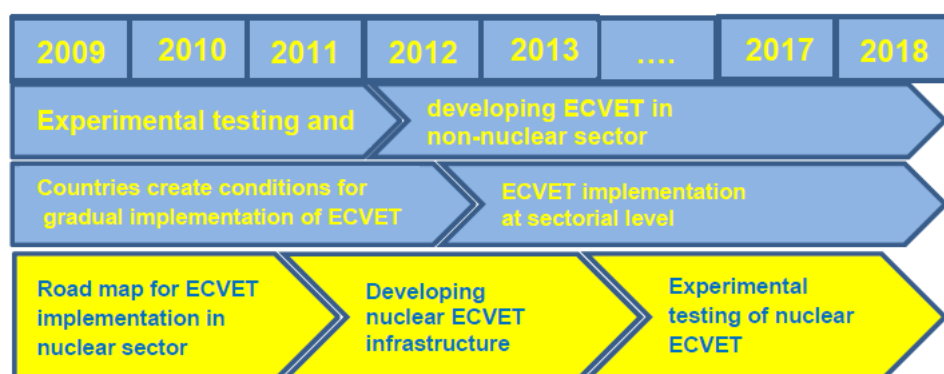 2009 2010 2011 2012 2013 .... 2017 2018
Experimental testing and
developing ECVET in
non-nuclear sector
Countries create conditions for
gradual implementation of ECVET
ECVET implementation
at sectorial level
Road map for ECVET
implementation in
nuclear sector
Developing
nuclear ECVET
infrastructure
Experimental
testing of nuclear
ECVET